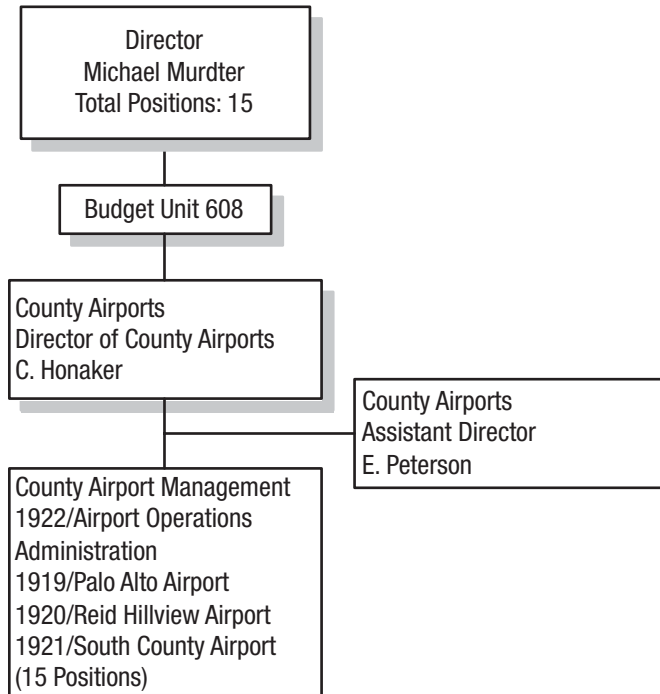 Director
Michael Murdter
Total Positions: 15
Budget Unit 608
County Airports
Director of County Airports
C. Honaker
County Airports
Assistant Director
E. Peterson
County Airport Management
1922/Airport Operations
Administration
1919/Palo Alto Airport
1920/Reid Hillview Airport
1921/South County Airport
(15 Positions)